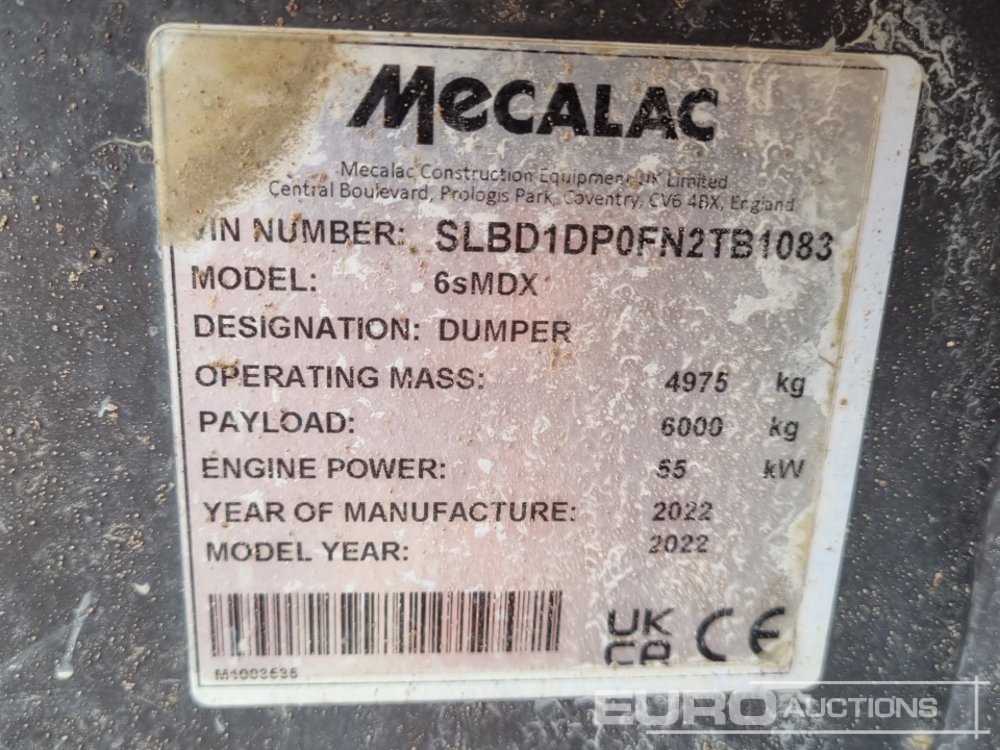 MECALAC
Mecalac Construction Equipment UK Limited
Central Boulevard, Prologis Park, Coventry, CV6 4BX, England
VIN NUMBER: SLBD1DP0FN2TB1083
MODEL: 6sMDX
DESIGNATION: DUMPER
OPERATING MASS: 4975 kg
PAYLOAD: 6000 kg
ENGINE POWER: 55 kW
YEAR OF MANUFACTURE: 2022
MODEL YEAR: 2022
UK
CA
CE
M1003535
EURO AUCTIONS